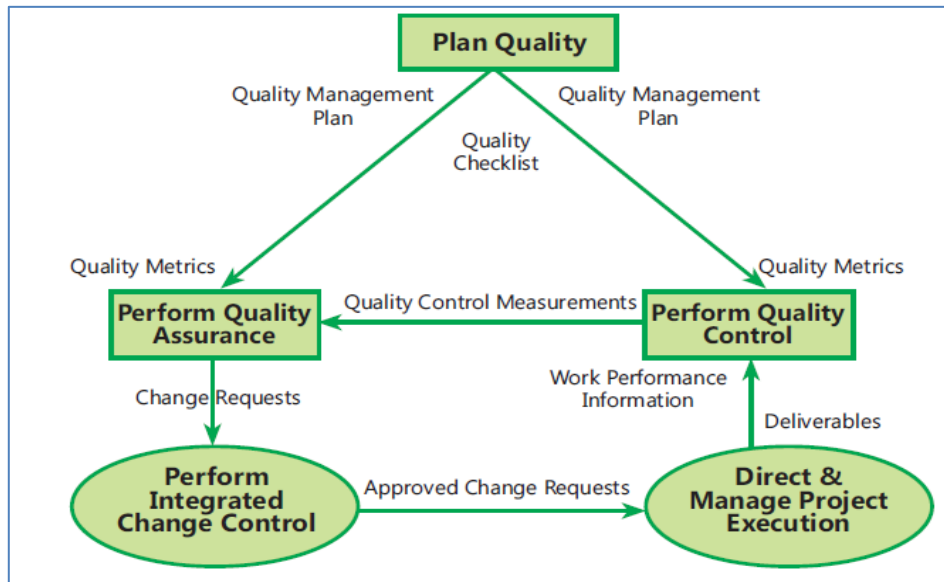 Plan Quality
Quality Management
Plan
Quality Management
Plan
Quality
Checklist
Quality Metrics
Quality Metrics
Perform Quality
Assurance
Quality Control Measurements
Perform Quality
Control
Change Requests
Work Performance
Information
Deliverables
Perform
Integrated
Change Control
Approved Change Requests
Direct &
Manage Project
Execution